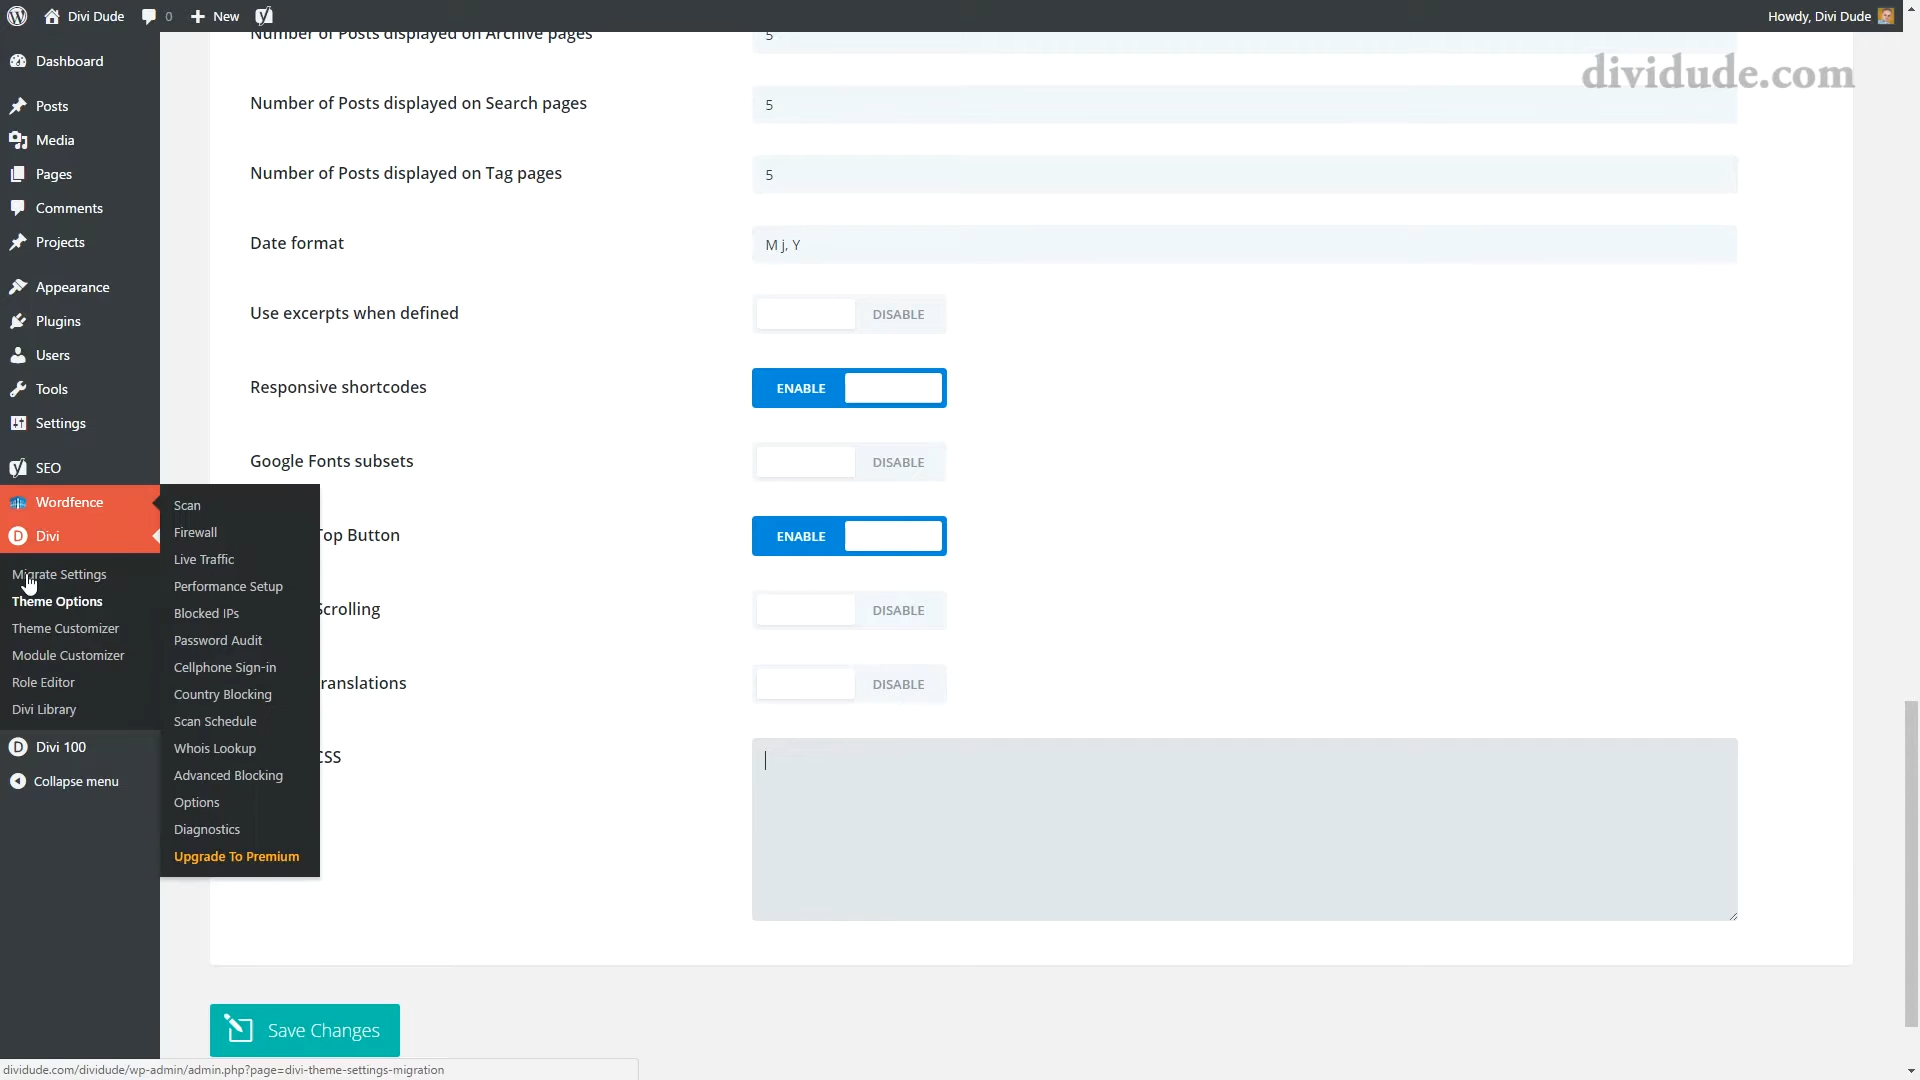 Divi Dude
0
New
Howdy, Divi Dude
dividude.com
Dashboard
Posts
Media
Pages
Comments
Projects
Appearance
Plugins
Users
Tools
Settings
SEO
Wordfence
Divi
Migrate Settings
Theme Options
Theme Customizer
Module Customizer
Role Editor
Divi Library
Divi 100
Collapse menu
Scan
Firewall
Live Traffic
Performance Setup
Blocked IPs
Password Audit
Cellphone Sign-in
Country Blocking
Scan Schedule
Whois Lookup
Advanced Blocking
Options
Diagnostics
Upgrade To Premium
Number of Posts displayed on Archive pages
5
Number of Posts displayed on Search pages
5
Number of Posts displayed on Tag pages
5
Date format
M j, Y
Use excerpts when defined
DISABLE
Responsive shortcodes
ENABLE
Google Fonts subsets
DISABLE
Top Button
ENABLE
Scrolling
DISABLE
ranslations
DISABLE
CSS
Save Changes
dividude.com/dividude/wp-admin/admin.php?page=divi-theme-settings-migration